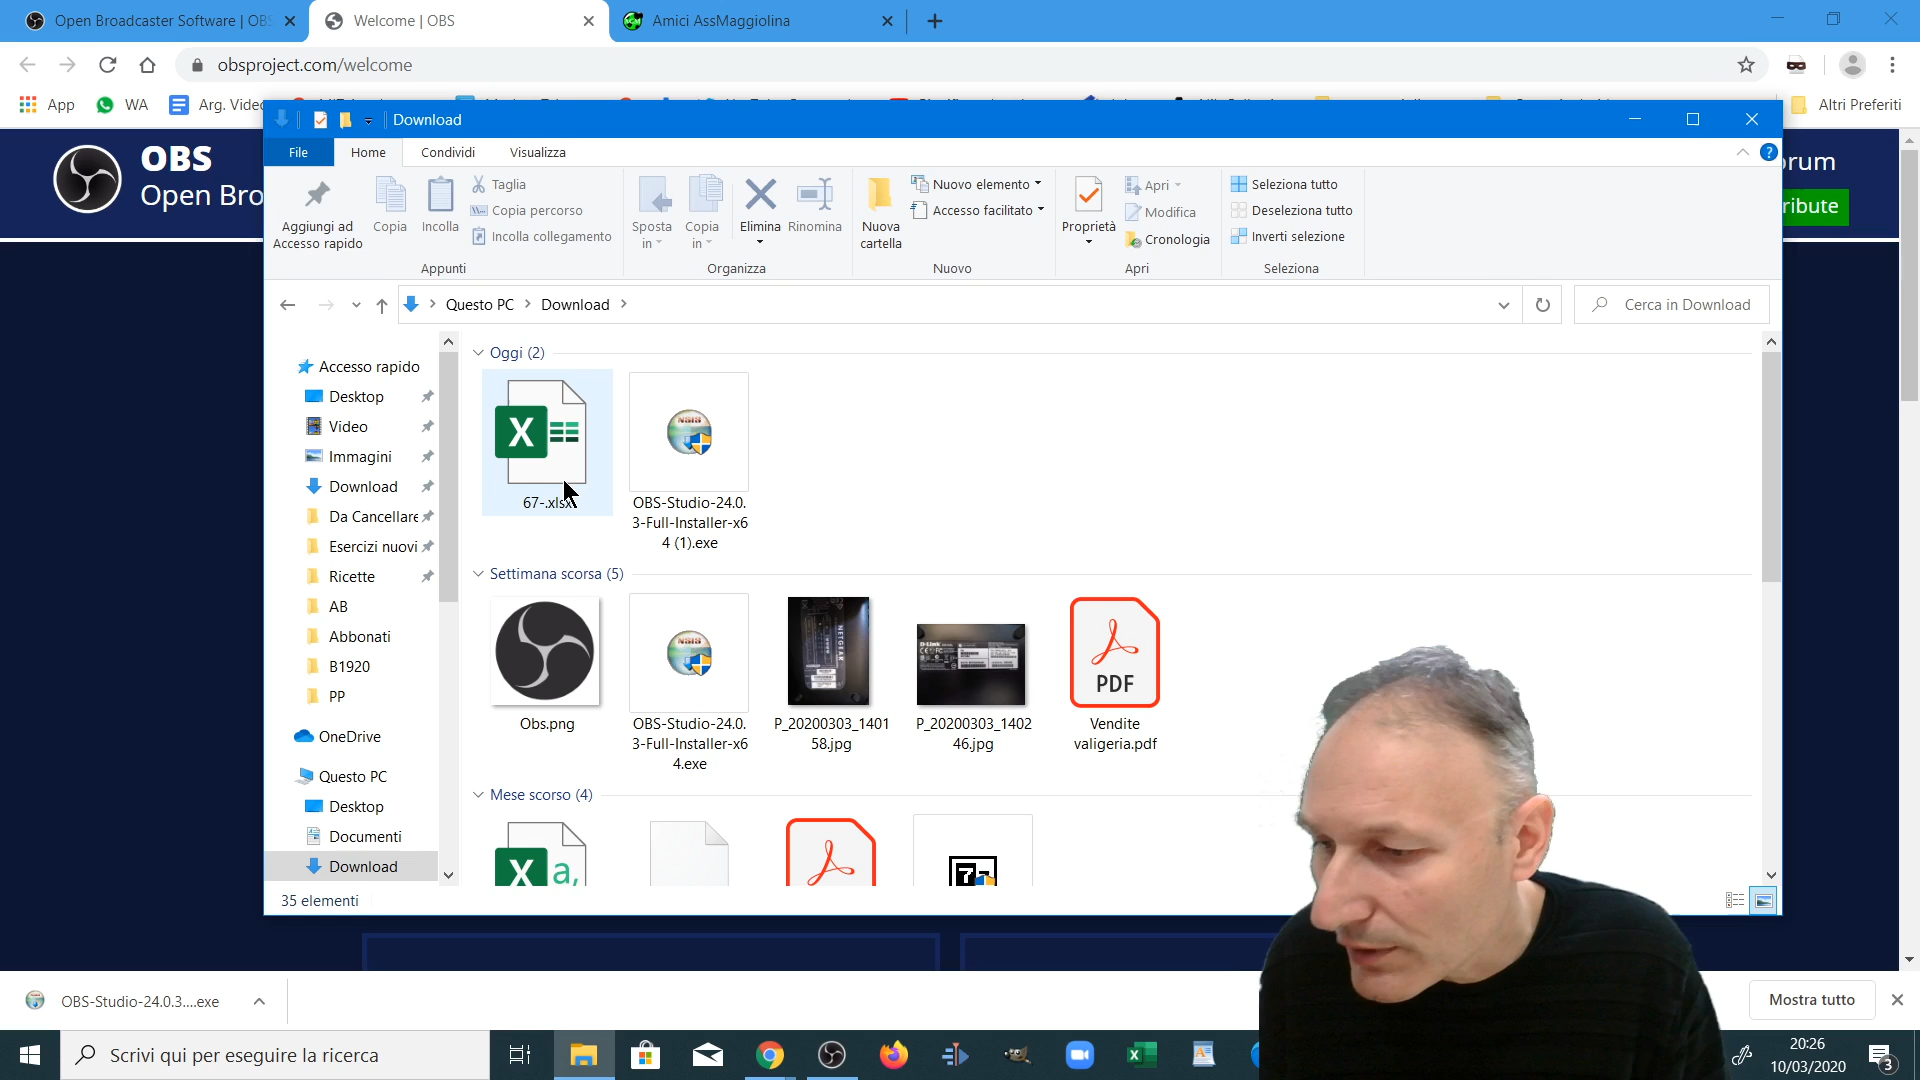 Open Broadcaster Software | OBS
Welcome | OBS
Amici AssMaggiolina
obsproject.com/welcome
App
WA
Arg. Video
Altri Preferiti
OBS
Open Bro
orum
ribute
Download
File
Home
Condividi
Visualizza
Aggiungi ad
Accesso rapido
Copia
Incolla
Taglia
Copia percorso
Incolla collegamento
Appunti
Sposta
in
Copia
in
Elimina
Rinomina
Organizza
Nuova
cartella
Nuovo elemento
Accesso facilitato
Nuovo
Proprietà
Apri
Modifica
Cronologia
Apri
Seleziona tutto
Deseleziona tutto
Inverti selezione
Seleziona
Questo PC
Download
Cerca in Download
Accesso rapido
Desktop
Video
Immagini
Download
Da Cancellare
Esercizi nuovi
Ricette
AB
Abbonati
B1920
PP
OneDrive
Questo PC
Desktop
Documenti
Download
Oggi (2)
67-.xlsx
OBS-Studio-24.0.
3-Full-Installer-x6
4 (1).exe
Settimana scorsa (5)
Obs.png
OBS-Studio-24.0.
3-Full-Installer-x6
4.exe
P_20200303_1401
58.jpg
P_20200303_1402
46.jpg
PDF
Vendite
valigeria.pdf
Mese scorso (4)
35 elementi
OBS-Studio-24.0.3....exe
Mostra tutto
Scrivi qui per eseguire la ricerca
20:26
10/03/2020
3